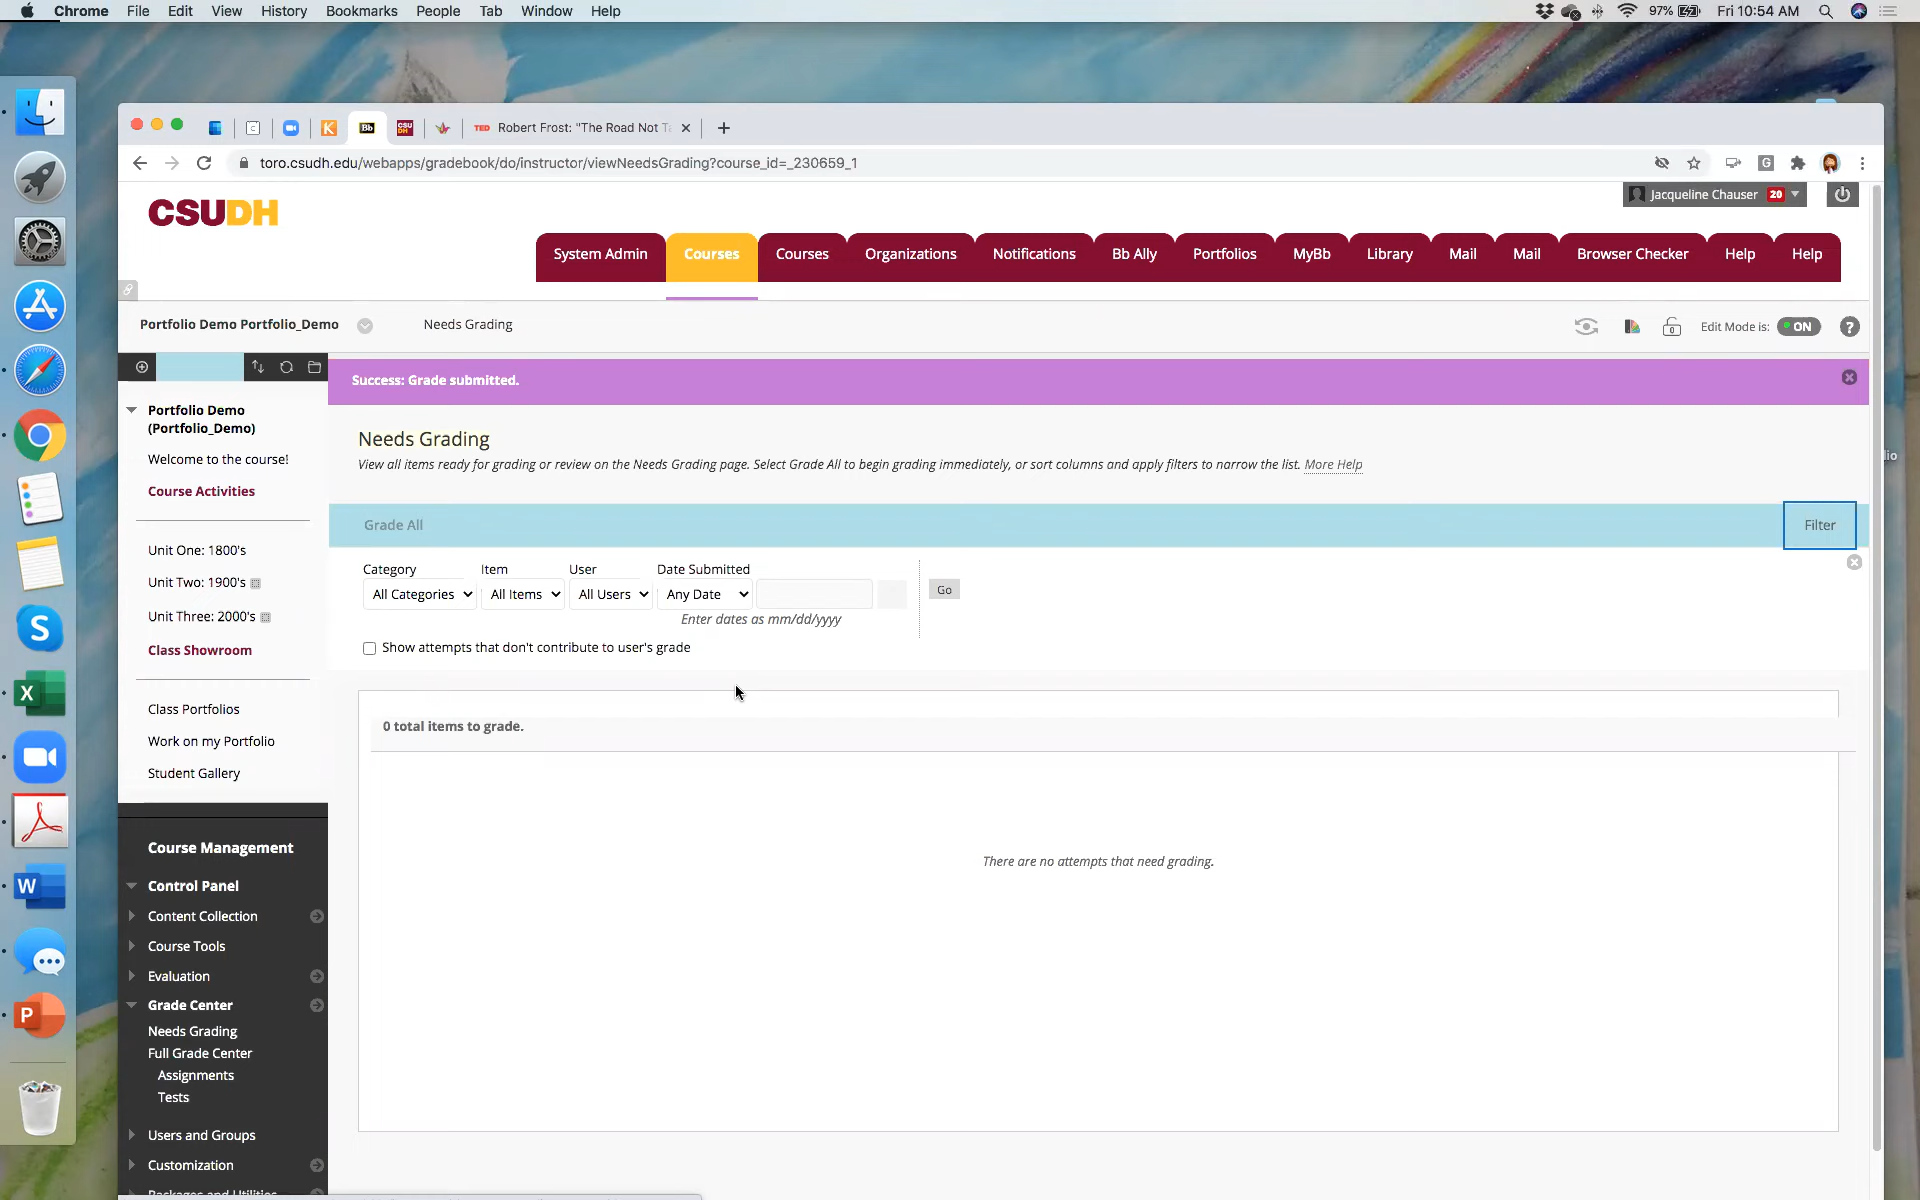 Chrome File Edit View History Bookmarks People Tab Window Help 97% Fri 10:54 AM
Bb CSU DH TED Robert Frost: "The Road Not T
toro.csudh.edu/webapps/gradebook/do/instructor/viewNeedsGrading?course_id=_230659_1
CSUDH
Jacqueline Chauser 20
System Admin Courses Courses Organizations Notifications Bb Ally Portfolios MyBb Library Mail Mail Browser Checker Help Help
Portfolio Demo Portfolio_Demo Needs Grading Edit Mode is: ON
Success: Grade submitted.
Portfolio Demo
(Portfolio_Demo)
Welcome to the course!
Course Activities
Unit One: 1800's
Unit Two: 1900's
Unit Three: 2000's
Class Showroom
Class Portfolios
Work on my Portfolio
Student Gallery
Course Management
Control Panel
Content Collection
Course Tools
Evaluation
Grade Center
Needs Grading
Full Grade Center
Assignments
Tests
Users and Groups
Customization
Packages and Utilities
Needs Grading
View all items ready for grading or review on the Needs Grading page. Select Grade All to begin grading immediately, or sort columns and apply filters to narrow the list. More Help
Grade All Filter
Category Item User Date Submitted
All Categories All Items All Users Any Date Go
Enter dates as mm/dd/yyyy
Show attempts that don't contribute to user's grade
0 total items to grade.
There are no attempts that need grading.